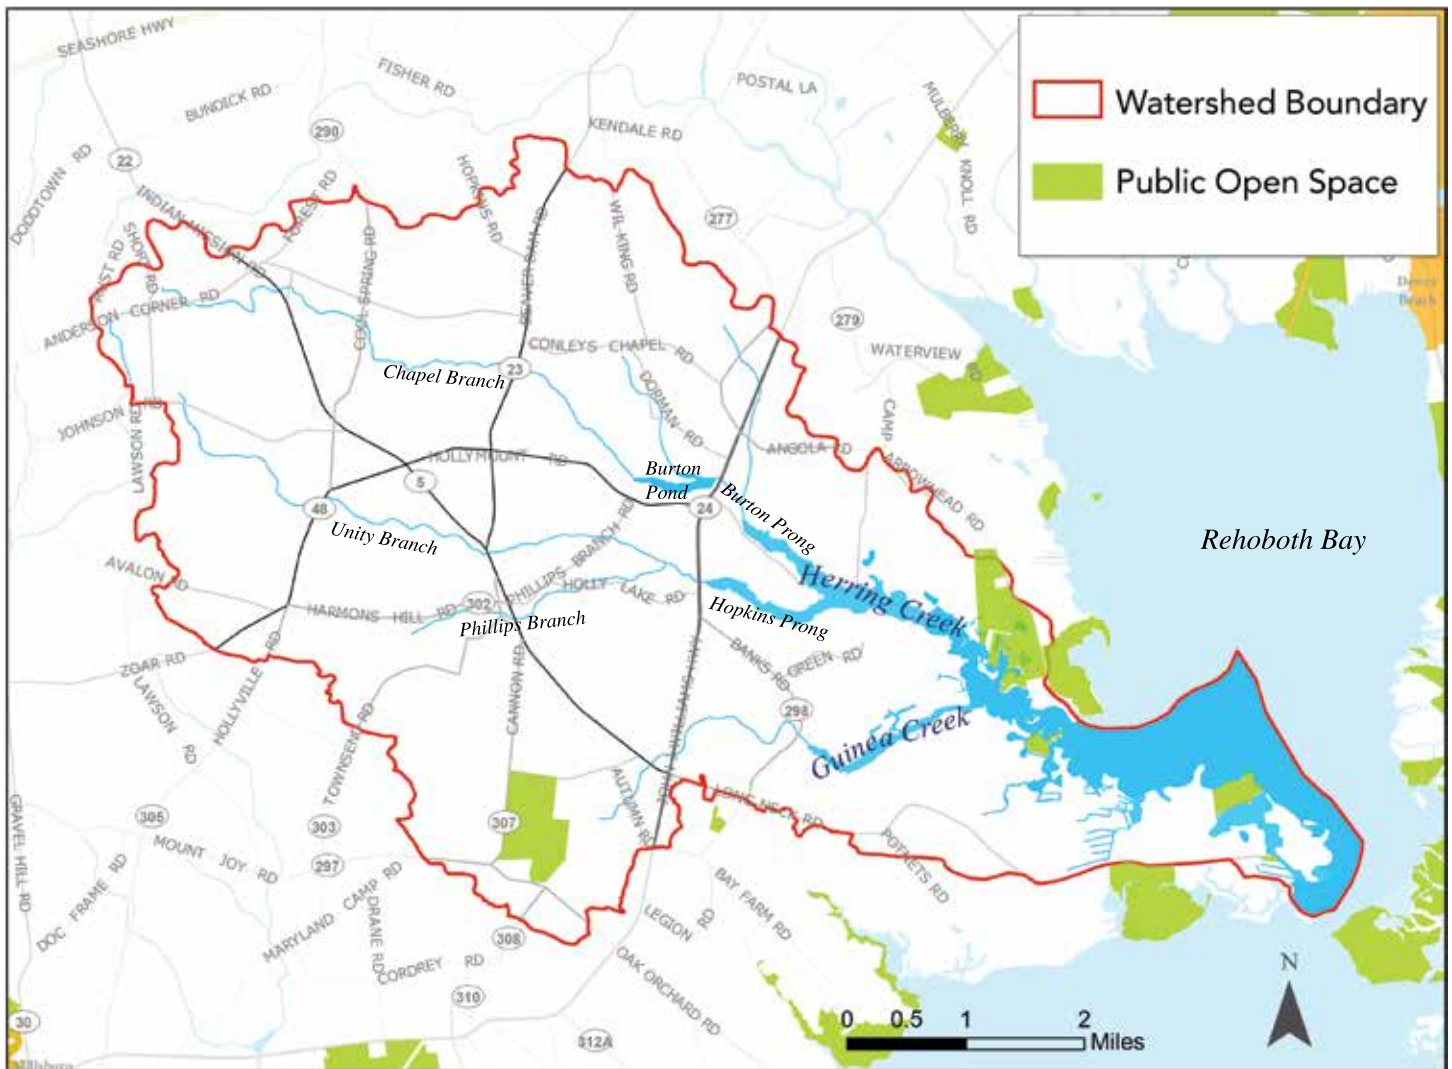 SEASHORE HWY
FISHER RD
POSTAL LA
BUNDICK RD
MULBERRY KNOLL RD
Watershed Boundary
Public Open Space
290
KENDALE RD
22
DODDTOWN RD
INDIAN MISSION RD
FOREST RD
HOPKINS RD
WIL KING RD
277
SHORT RD
BEAVER DAM RD
COOL SPRING RD
ANDERSON CORNER RD
Dewey
Beach
279
WATERVIEW RD
CONLEYS CHAPEL RD
Chapel Branch
23
DORMAN RD
JOHNSON RD
LAWSON RD
CAMP ARROWHEAD RD
ANGOLA RD
HOLLYMOUNT RD
Burton
Pond
5
48
24
Burton Prong
Unity Branch
Rehoboth Bay
PHILLIPS BRANCH RD
AVALON RD
HARMONS HILL RD
302
HOLLY LAKE RD
Herring Creek
Hopkins Prong
Phillips Branch
ZOAR RD
LAWSON RD
HOLLYVILLE RD
CANNON RD
BANKS RD
GREEN RD
JOHN WILLIAMS HWY
298
Guinea Creek
TOWNSEND RD
AUTUMN RD
LONG NECK RD
POTNETS RD
GRAVEL HILL RD
305
303
307
MOUNT JOY RD
297
DOC FRAME RD
MARYLAND CAMP RD
DRANE RD
BAY FARM RD
LEGION RD
308
CORDREY RD
OAK ORCHARD RD
310
312A
30
N
0 0.5 1 2
Miles